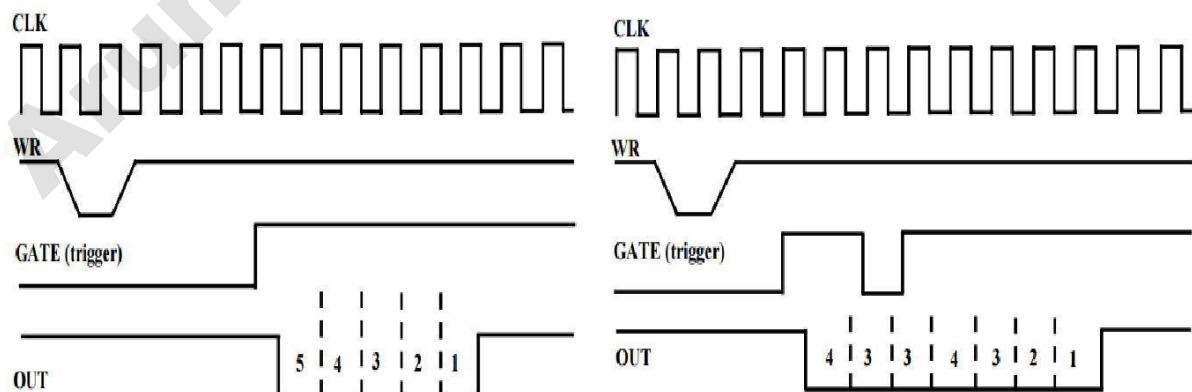 CLK
WR
GATE (trigger)
OUT
5 4 3 2 1
CLK
WR
GATE (trigger)
OUT
4 3 3 4 3 2 1